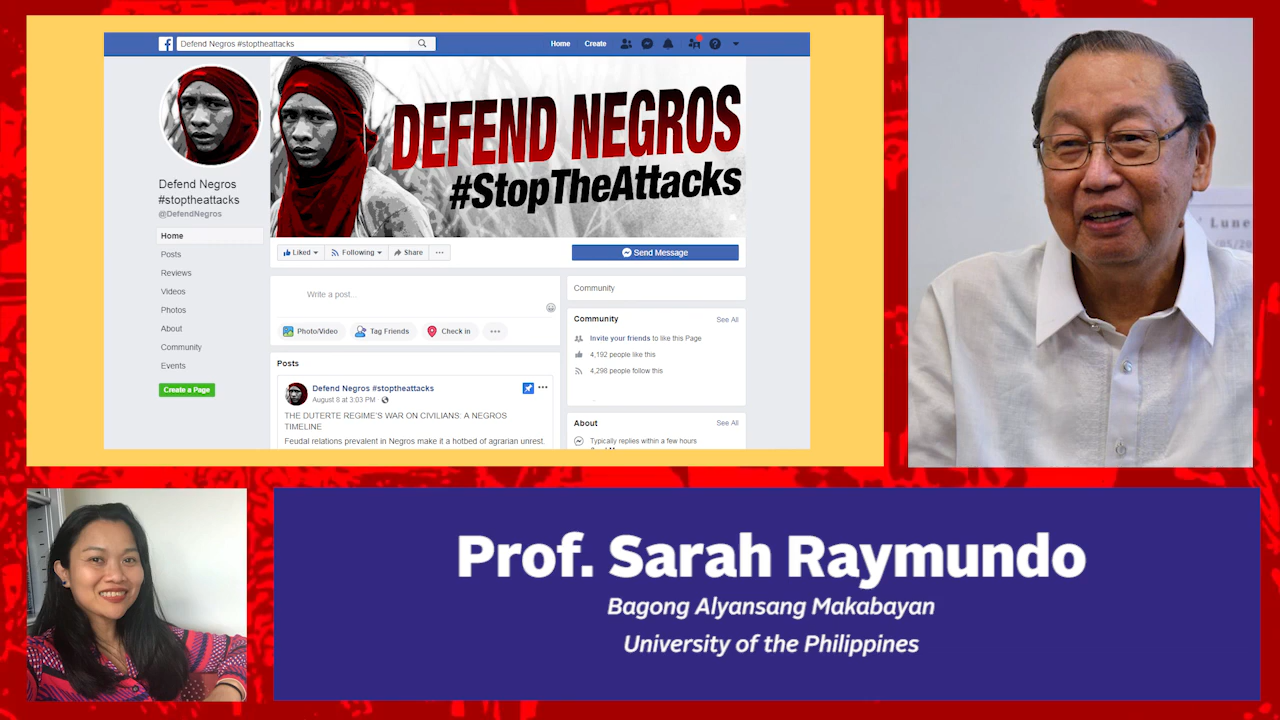 Defend Negros #stoptheattacks
Home
Create
DEFEND NEGROS
#StopTheAttacks
Defend Negros
#stoptheattacks
@DefendNegros
Home
Posts
Reviews
Videos
Photos
About
Community
Events
Create a Page
Liked
Following
Share
Send Message
Write a post...
Photo/Video
Tag Friends
Check in
Posts
Defend Negros #stoptheattacks
August 8 at 3:03 PM
THE DUTERTE REGIME'S WAR ON CIVILIANS: A NEGROS
TIMELINE
Feudal relations prevalent in Negros make it a hotbed of agrarian unrest.
Community
Community
See All
Invite your friends to like this Page
4,192 people like this
4,298 people follow this
About
See All
Typically replies within a few hours
Lune
Prof. Sarah Raymundo
Bagong Alyansang Makabayan
University of the Philippines